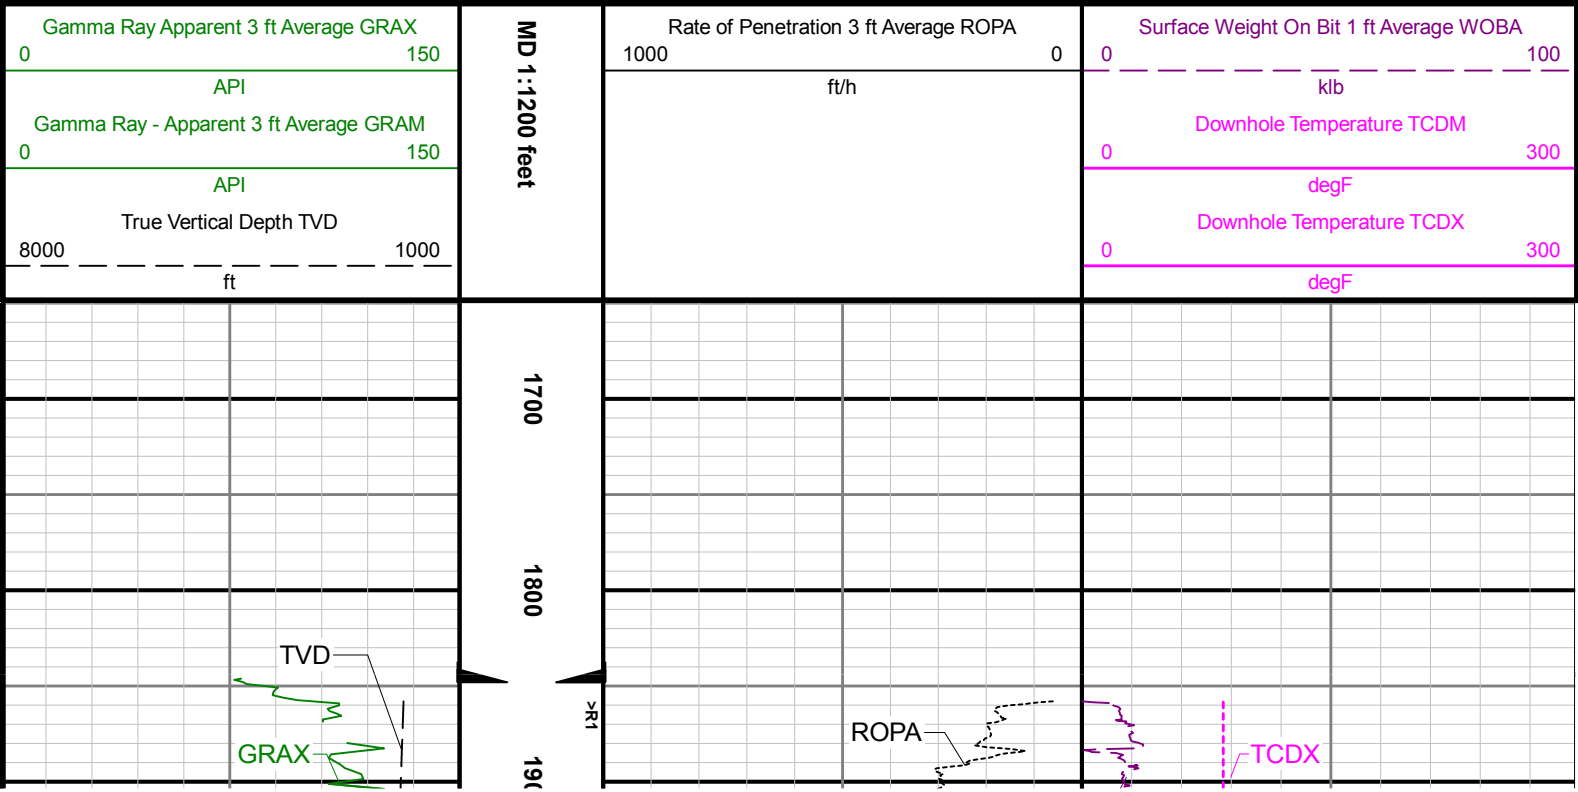 Gamma Ray Apparent 3 ft Average GRAX
0 150
API
Gamma Ray - Apparent 3 ft Average GRAM
0 150
API
True Vertical Depth TVD
8000 1000
ft
MD 1:1200 feet
Rate of Penetration 3 ft Average ROPA
1000 0
ft/h
Surface Weight On Bit 1 ft Average WOBA
0 100
klb
Downhole Temperature TCDM
0 300
degF
Downhole Temperature TCDX
0 300
degF
1700
1800
TVD
>R1
ROPA
GRAX
TCDX